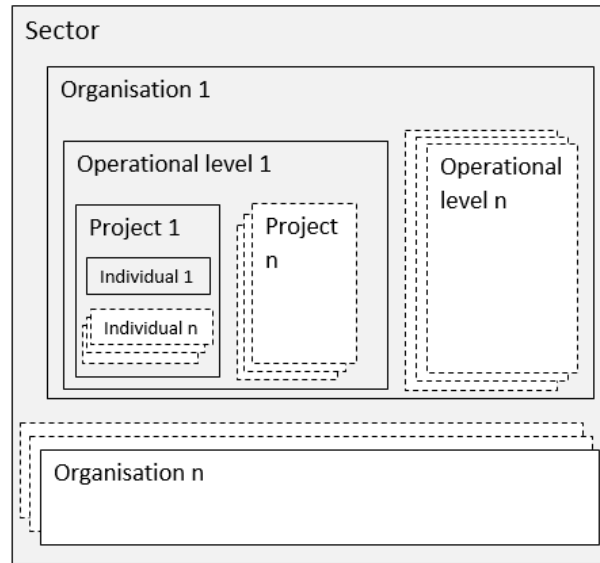 Sector
Organisation 1
Operational level 1
Operational
level n
Project 1
Project
n
Individual 1
Individual n
Organisation n